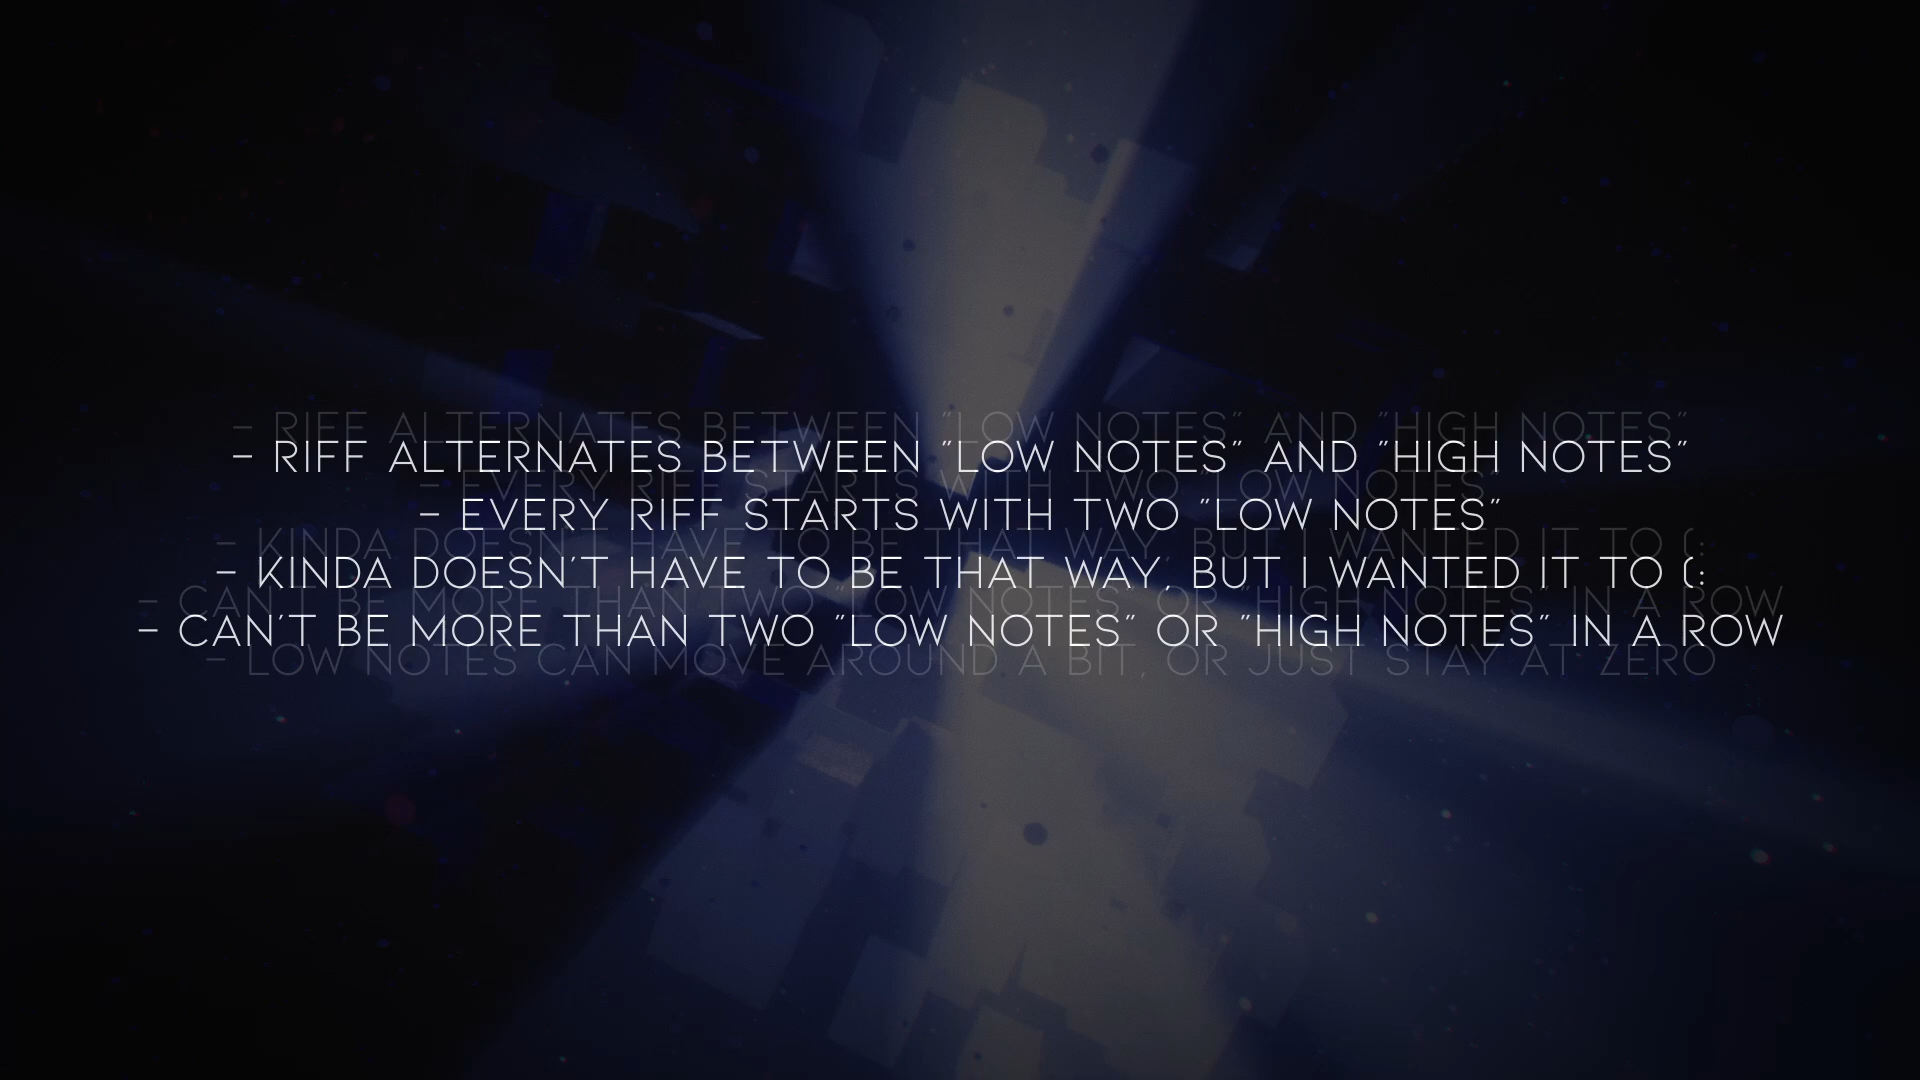 - RIFF ALTERNATES BETWEEN "LOW NOTES" AND "HIGH NOTES"
- EVERY RIFF STARTS WITH TWO "LOW NOTES"
- KINDA DOESN'T HAVE TO BE THAT WAY, BUT I WANTED IT TO (:
- CAN'T BE MORE THAN TWO "LOW NOTES" OR "HIGH NOTES" IN A ROW
- LOW NOTES CAN MOVE AROUND A BIT, OR JUST STAY AT ZERO